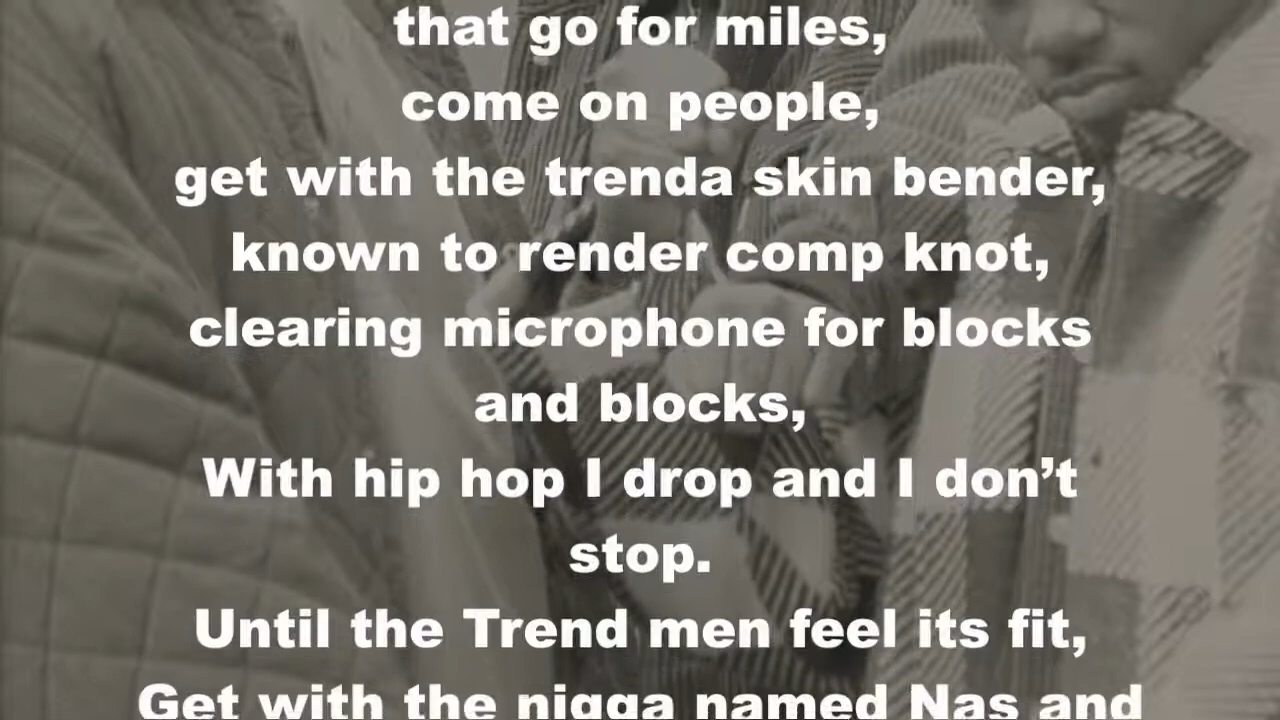 that go for miles,
come on people,
get with the trenda skin bender,
known to render comp knot,
clearing microphone for blocks
and blocks,
With hip hop I drop and I don’t
stop.
Until the Trend men feel its fit,
Get with the nigga named Nas and